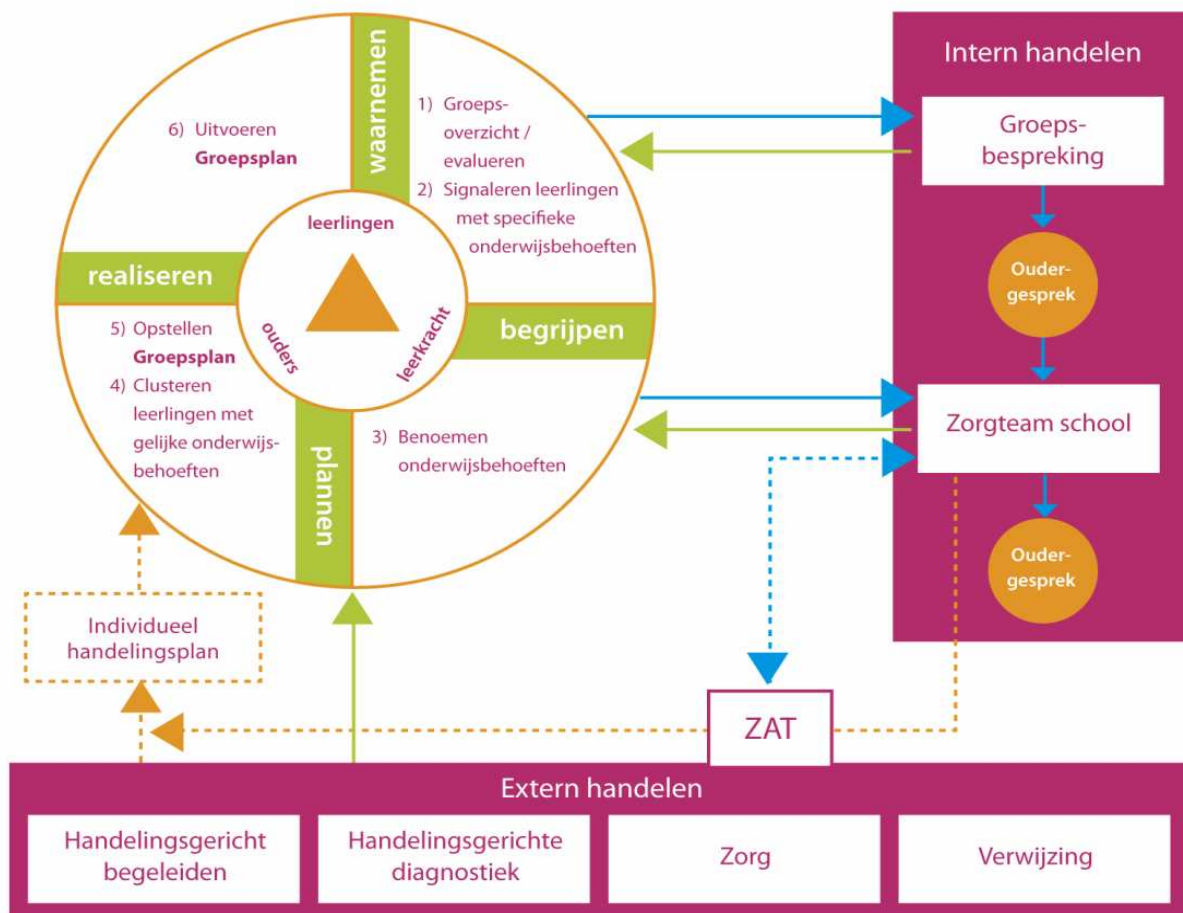 waarnemen
1) Groeps-
overzicht /
evalueren
2) Signaleren leerlingen
met specifieke
onderwijsbehoeften
begrijpen
3) Benoemen
onderwijsbehoeften
plannen
5) Opstellen
Groepsplan
4) Clusteren
leerlingen met
gelijke onderwijs-
behoeften
realiseren
6) Uitvoeren
Groepsplan
leerlingen
ouders
leerkracht
Intern handelen
Groeps-
bespreking
Ouder-
gesprek
Zorgteam school
Ouder-
gesprek
Individueel
handelingsplan
ZAT
Extern handelen
Handelingsgericht
begeleiden
Handelingsgerichte
diagnostiek
Zorg
Verwijzing